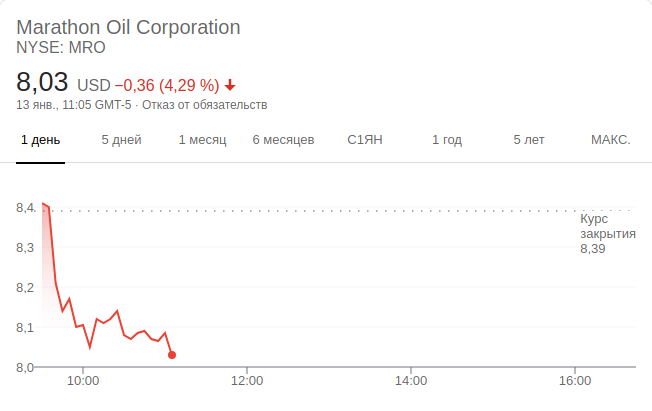 Marathon Oil Corporation
NYSE: MRO
8,03 USD −0,36 (4,29 %)
13 янв., 11:05 GMT-5 · Отказ от обязательств
1 день 5 дней 1 месяц 6 месяцев С1ЯН 1 год 5 лет МАКС.
8,4
Курс
закрытия
8,39
8,3
8,2
8,1
8,0
10:00 12:00 14:00 16:00